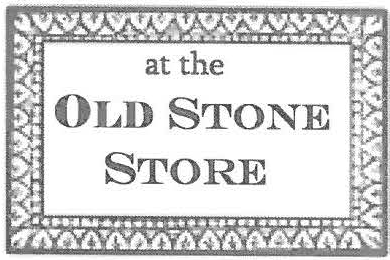 at the
OLD STONE
STORE